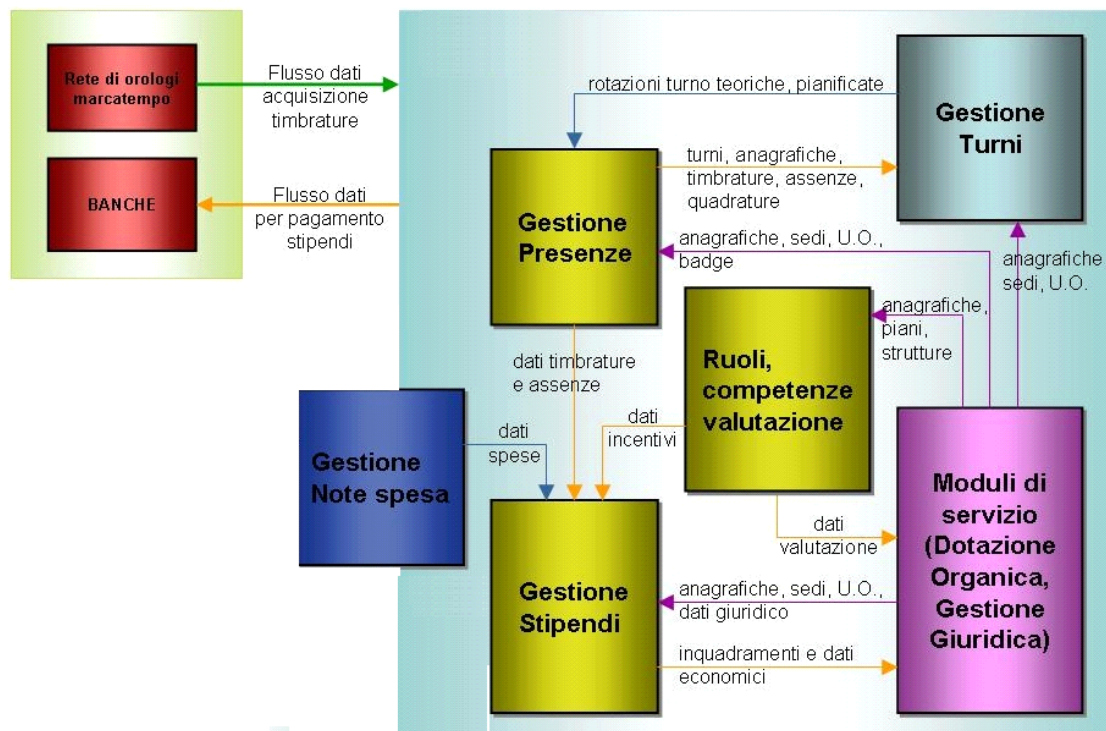 Rete di orologi
marcatempo
Flusso dati
acquisizione
timbrature
BANCHE
Flusso dati
per pagamento
stipendi
rotazioni turno teoriche, pianificate
Gestione
Turni
turni, anagrafiche,
timbrature, assenze,
quadrature
Gestione
Presenze
anagrafiche, sedi, U.O.,
badge
anagrafiche
sedi, U.O.
anagrafiche,
piani,
strutture
dati timbrature
e assenze
Ruoli,
competenze
valutazione
dati
incentivi
dati
spese
Gestione
Note spesa
Moduli di
servizio
(Dotazione
Organica,
Gestione
Giuridica)
dati
valutazione
Gestione
Stipendi
anagrafiche, sedi, U.O.,
dati giuridico
inquadramenti e dati
economici